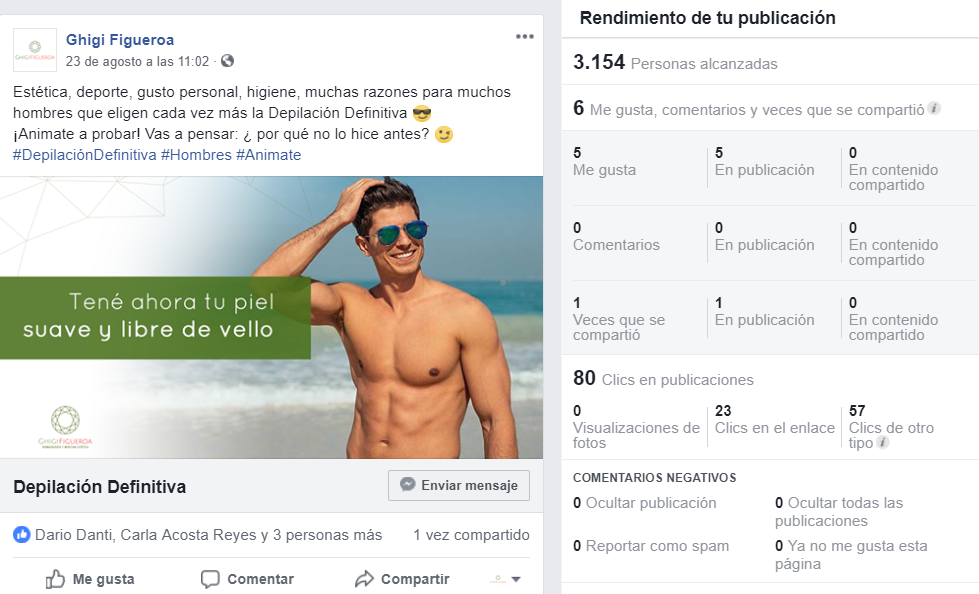 GHIGIFIGUEROA
Ghigi Figueroa
23 de agosto a las 11:02 ·
Estética, deporte, gusto personal, higiene, muchas razones para muchos
hombres que eligen cada vez más la Depilación Definitiva 😎
¡Animate a probar! Vas a pensar: ¿ por qué no lo hice antes? 😉
#DepilaciónDefinitiva #Hombres #Animate
Tené ahora tu piel
suave y libre de vello
GHIGIFIGUEROA
Depilación Definitiva
Enviar mensaje
Dario Danti, Carla Acosta Reyes y 3 personas más
1 vez compartido
Me gusta
Comentar
Compartir
Rendimiento de tu publicación
3.154 Personas alcanzadas
6 Me gusta, comentarios y veces que se compartió
5
Me gusta
5
En publicación
0
En contenido
compartido
0
Comentarios
0
En publicación
0
En contenido
compartido
1
Veces que se
compartió
1
En publicación
0
En contenido
compartido
80 Clics en publicaciones
0
Visualizaciones de
fotos
23
Clics en el enlace
57
Clics de otro
tipo
COMENTARIOS NEGATIVOS
0 Ocultar publicación
0 Ocultar todas las
publicaciones
0 Reportar como spam
0 Ya no me gusta esta
página